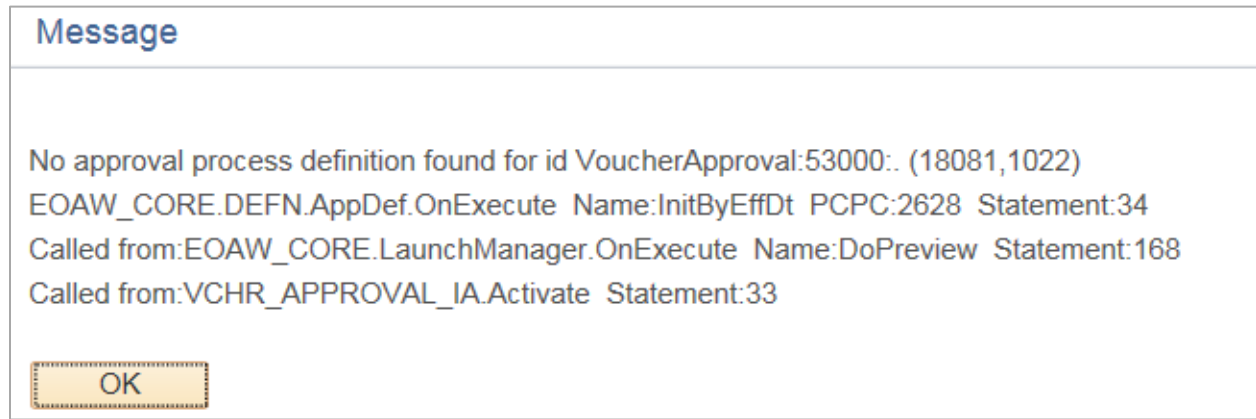 Message
No approval process definition found for id VoucherApproval:53000:. (18081,1022)
EOAW_CORE.DEFN.AppDef.OnExecute  Name:InitByEffDt  PCPC:2628  Statement:34
Called from:EOAW_CORE.LaunchManager.OnExecute  Name:DoPreview  Statement:168
Called from:VCHR_APPROVAL_IA.Activate  Statement:33
OK